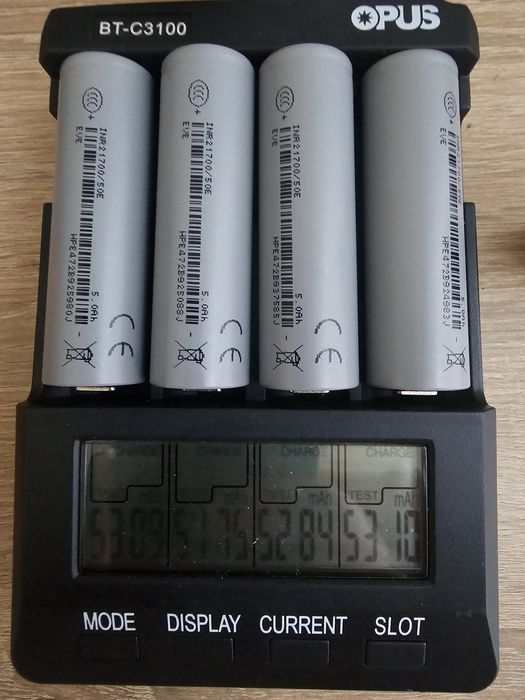 BT-C3100 OPUS
INR21700/50E
EVE
5.0Ah
INR21700/50E
EVE
5.0Ah
INR21700/50E
EVE
5.0Ah
CHARGE CHARGE CHARGE CHARGE
mAh TEST mAh
5309 5175 5284 5310
MODE DISPLAY CURRENT SLOT